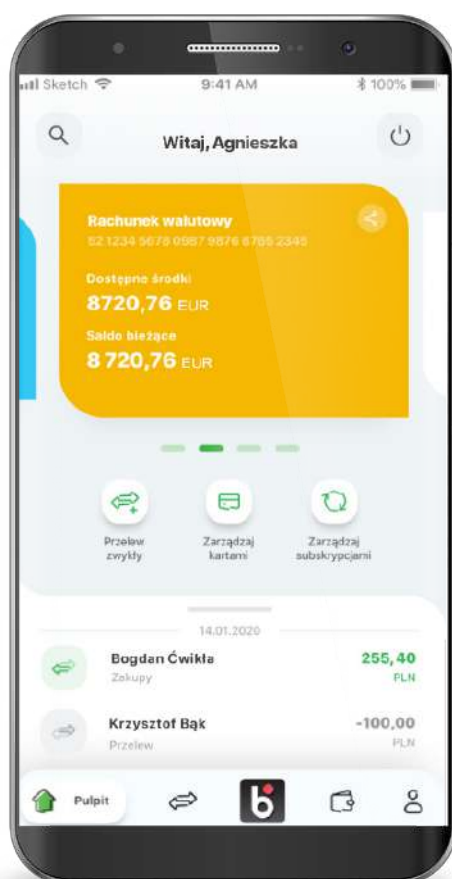 Sketch 9:41 AM 100%
Witaj, Agnieszka
Rachunek walutowy
52 1234 5678 0987 9876 8765 2345
Dostępne środki
8720,76 EUR
Saldo bieżące
8 720,76 EUR
Przelew
zwykły
Zarządzaj
kartami
Zarządzaj
subskrypcjami
14.01.2020
Bogdan Ćwikła 255,40
Zakupy PLN
Krzysztof Bąk -100,00
Przelew PLN
Pulpit b